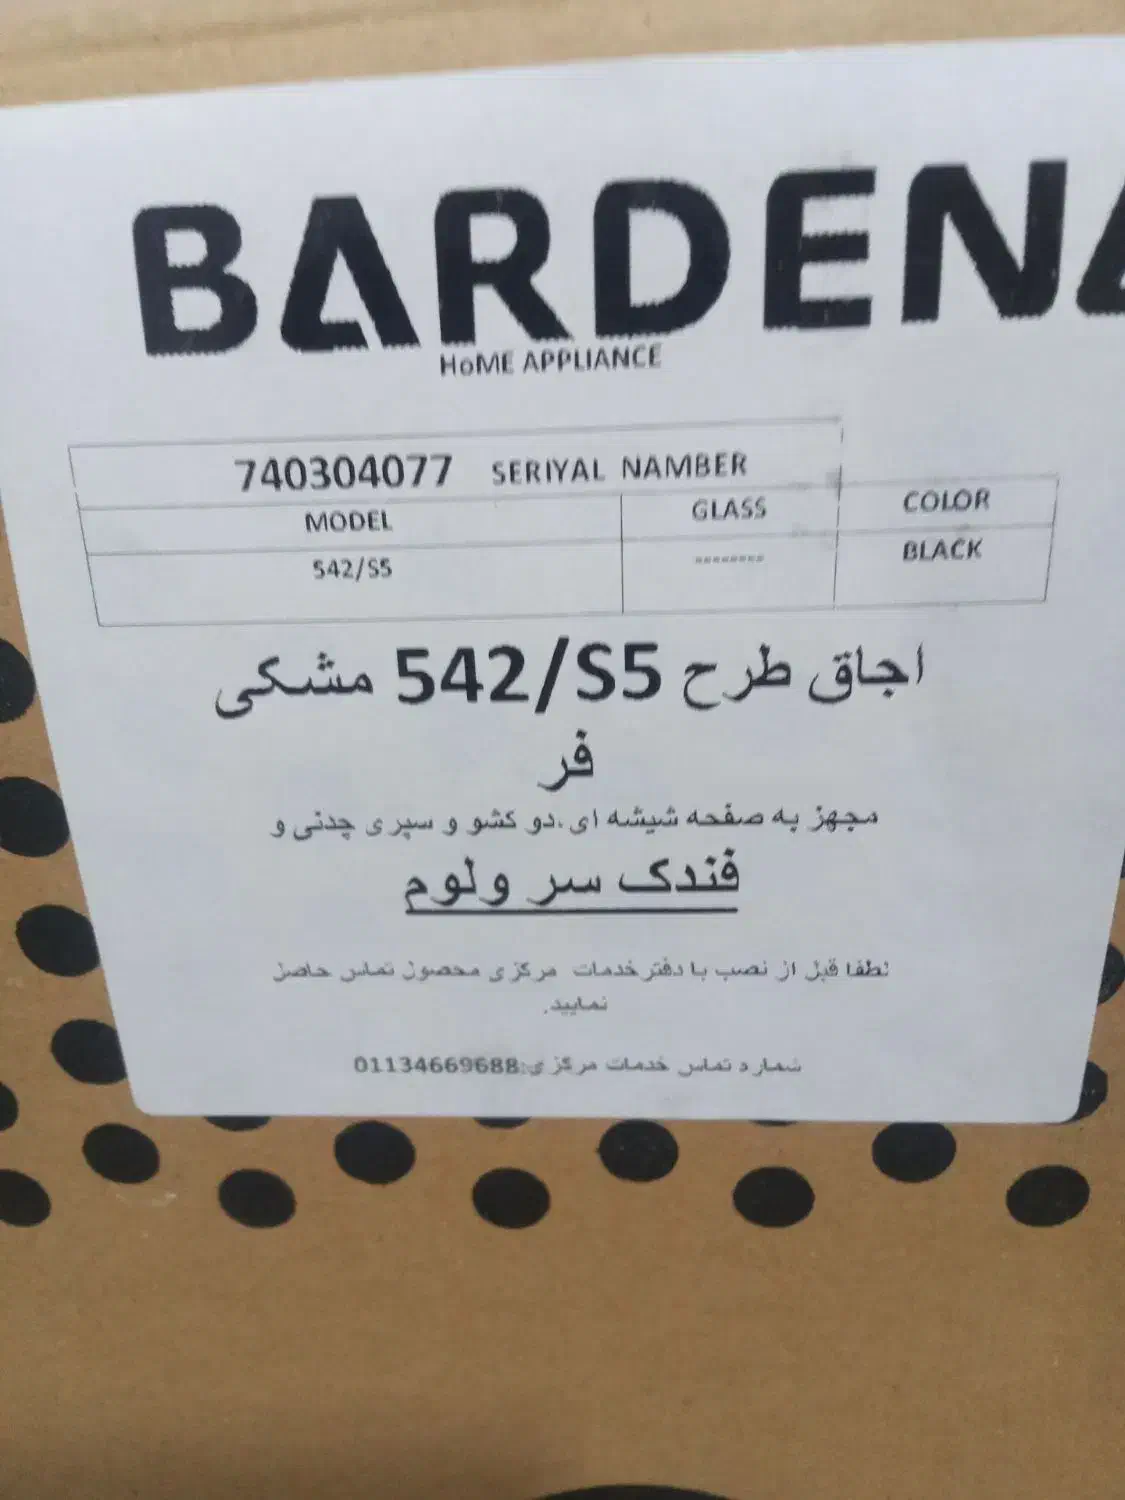 BARDENA
HoME APPLIANCE
740304077 SERIYAL NAMBER
MODEL GLASS COLOR
542/S5 -------- BLACK
اجاق طرح 542/S5 مشکی
فر
مجهز به صفحه شیشه ای.دو کشو و سپری چدنی و
فندک سر ولوم
لطفا قبل از نصب با دفترخدمات مرکزی محصول تماس حاصل
نمایید.
شماره تماس خدمات مرکزی:01134669688